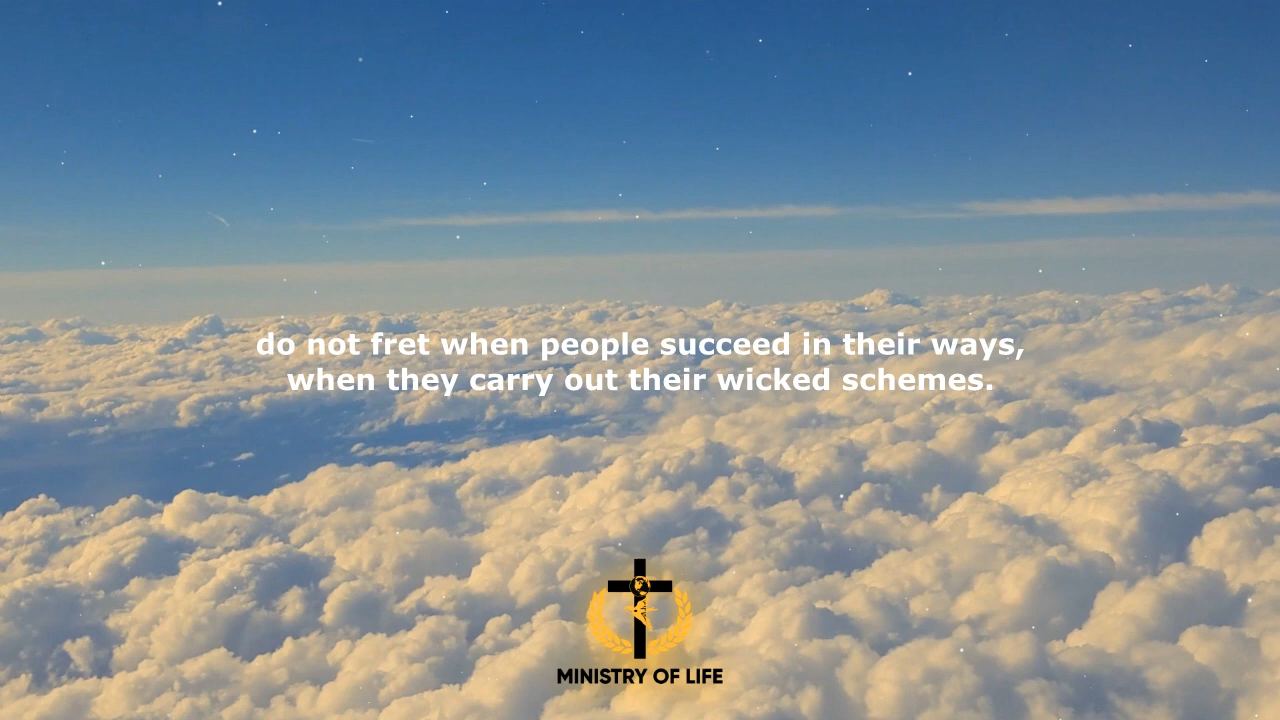 do not fret when people succeed in their ways,
when they carry out their wicked schemes.
MINISTRY OF LIFE